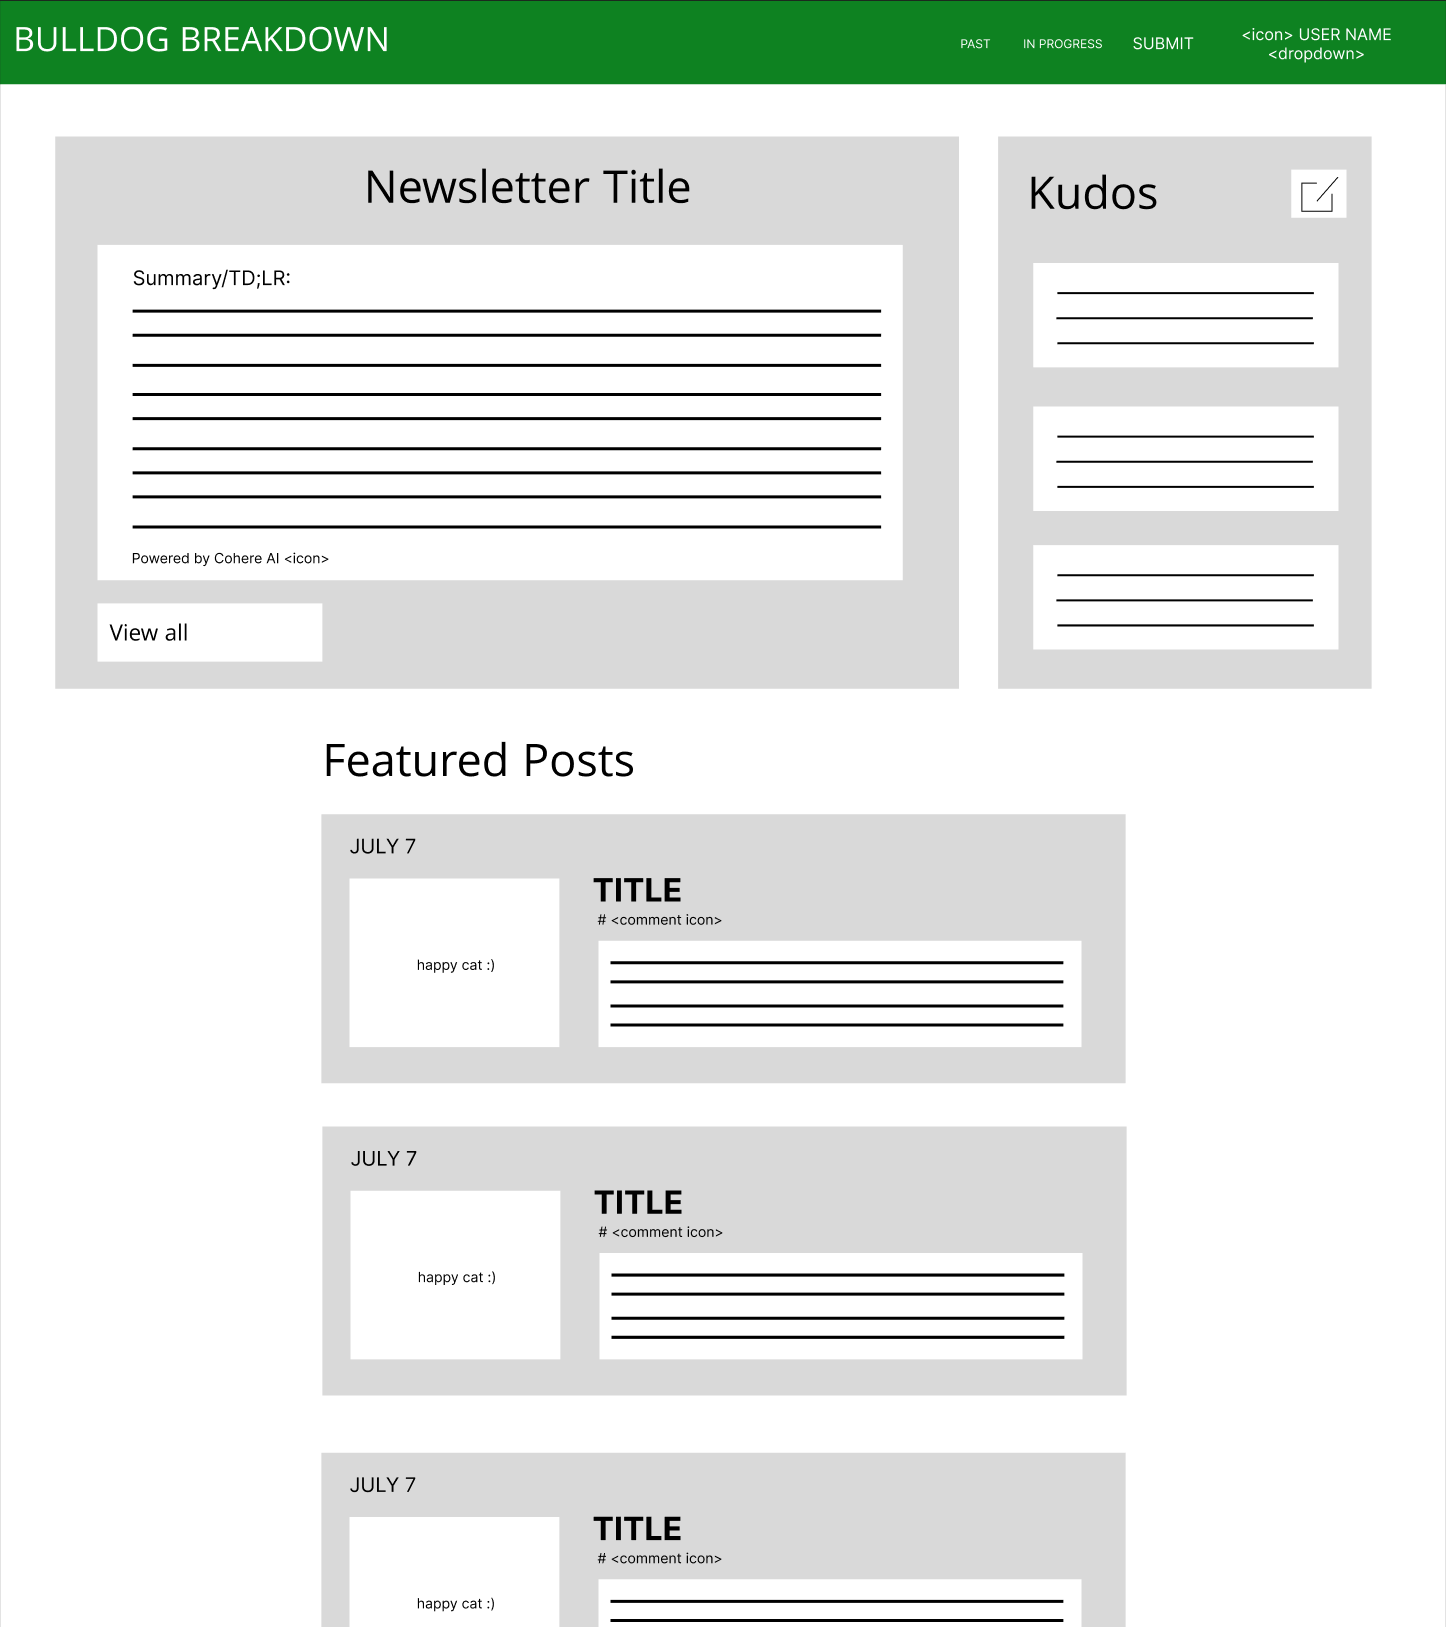 BULLDOG BREAKDOWN
PAST
IN PROGRESS
SUBMIT
<icon> USER NAME
<dropdown>
Newsletter Title
Summary/TD;LR:
Powered by Cohere AI <icon>
View all
Kudos
Featured Posts
JULY 7
happy cat :)
TITLE
# <comment icon>
JULY 7
happy cat :)
TITLE
# <comment icon>
JULY 7
happy cat :)
TITLE
# <comment icon>